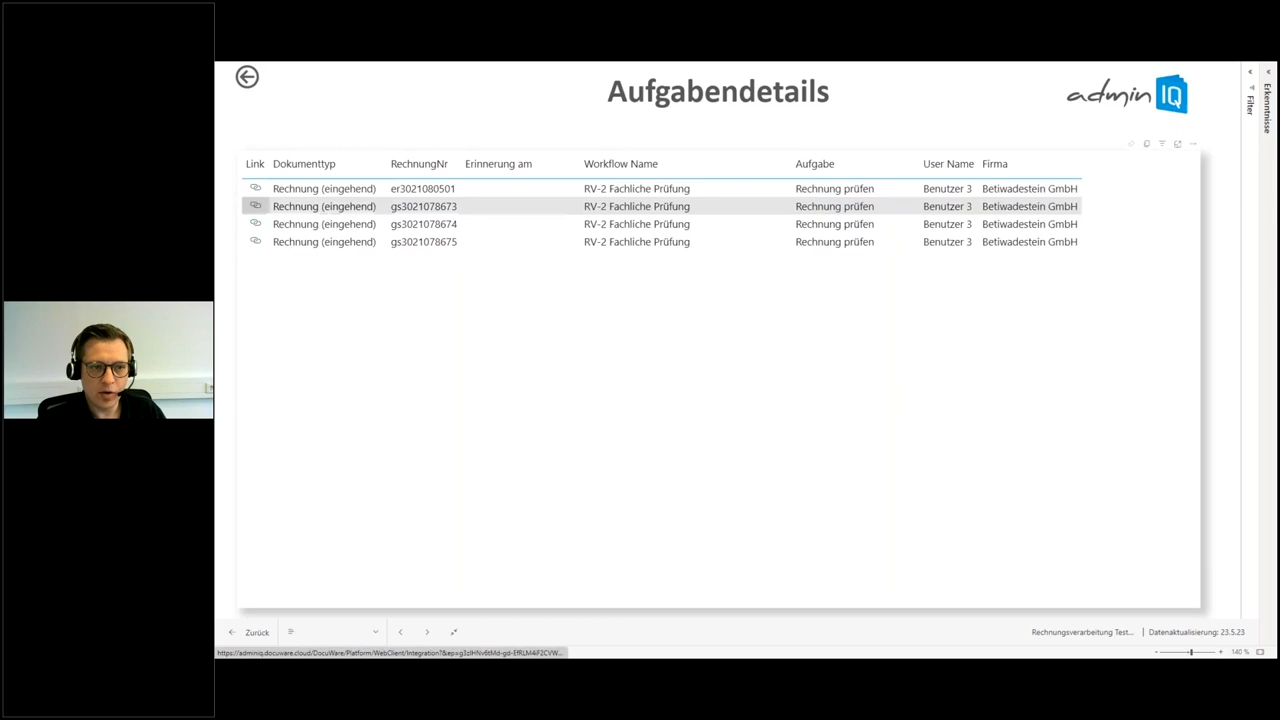 Aufgabendetails
admin IQ
Filter
Erkenntnisse
Link Dokumenttyp RechnungNr Erinnerung am Workflow Name Aufgabe User Name Firma
Rechnung (eingehend) er3021080501 RV-2 Fachliche Prüfung Rechnung prüfen Benutzer 3 Betiwadestein GmbH
Rechnung (eingehend) gs3021078673 RV-2 Fachliche Prüfung Rechnung prüfen Benutzer 3 Betiwadestein GmbH
Rechnung (eingehend) gs3021078674 RV-2 Fachliche Prüfung Rechnung prüfen Benutzer 3 Betiwadestein GmbH
Rechnung (eingehend) gs3021078675 RV-2 Fachliche Prüfung Rechnung prüfen Benutzer 3 Betiwadestein GmbH
Zurück
Rechnungsverarbeitung Test... | Datenaktualisierung: 23.5.23
140 %